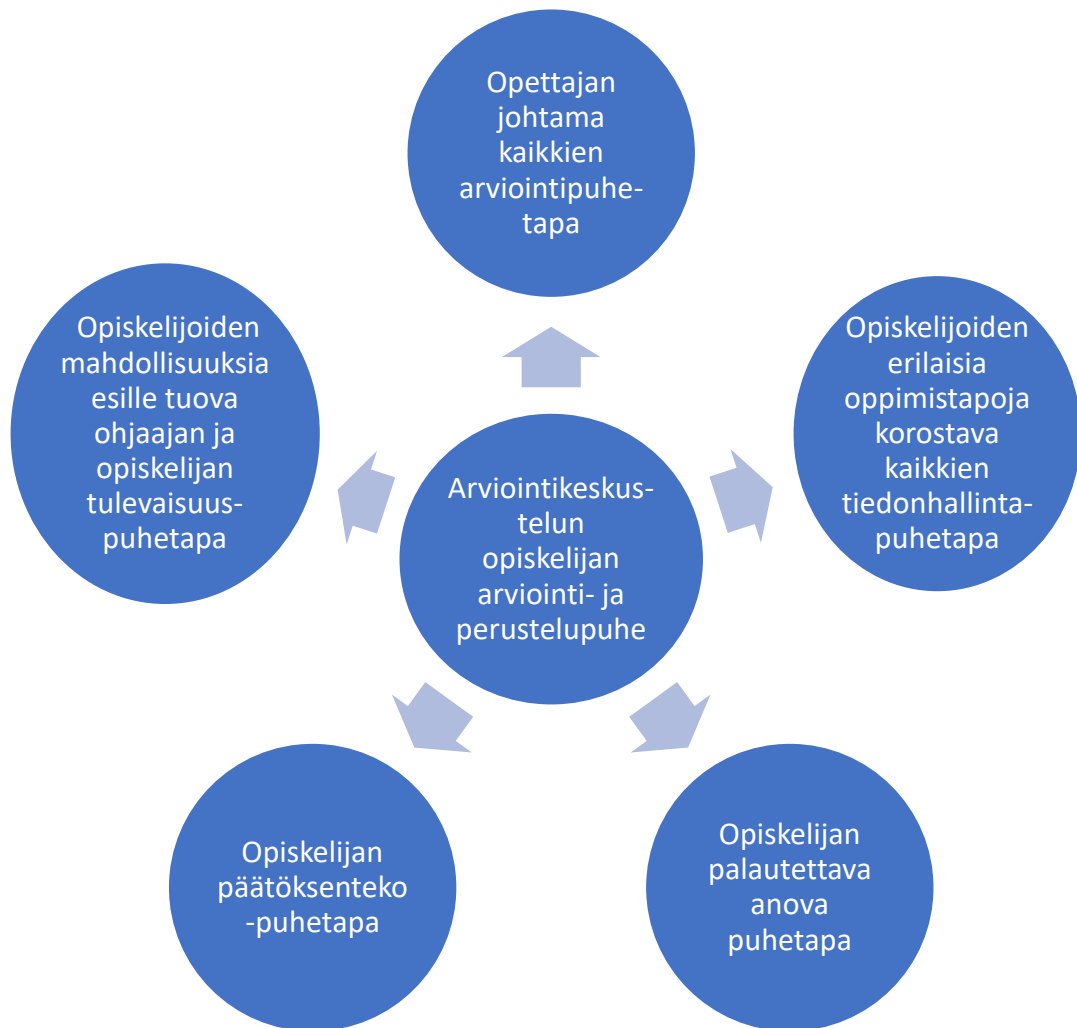 Opettajan
johtama
kaikkien
arviointipuhe-
tapa
Opiskelijoiden
mahdollisuuksia
esille tuova
ohjaajan ja
opiskelijan
tulevaisuus-
puhetapa
Opiskelijoiden
erilaisia
oppimistapoja
korostava
kaikkien
tiedonhallinta-
puhetapa
Arviointikeskus-
telun
opiskelijan
arviointi- ja
perustelupuhe
Opiskelijan
päätöksenteko
-puhetapa
Opiskelijan
palautettava
anova
puhetapa